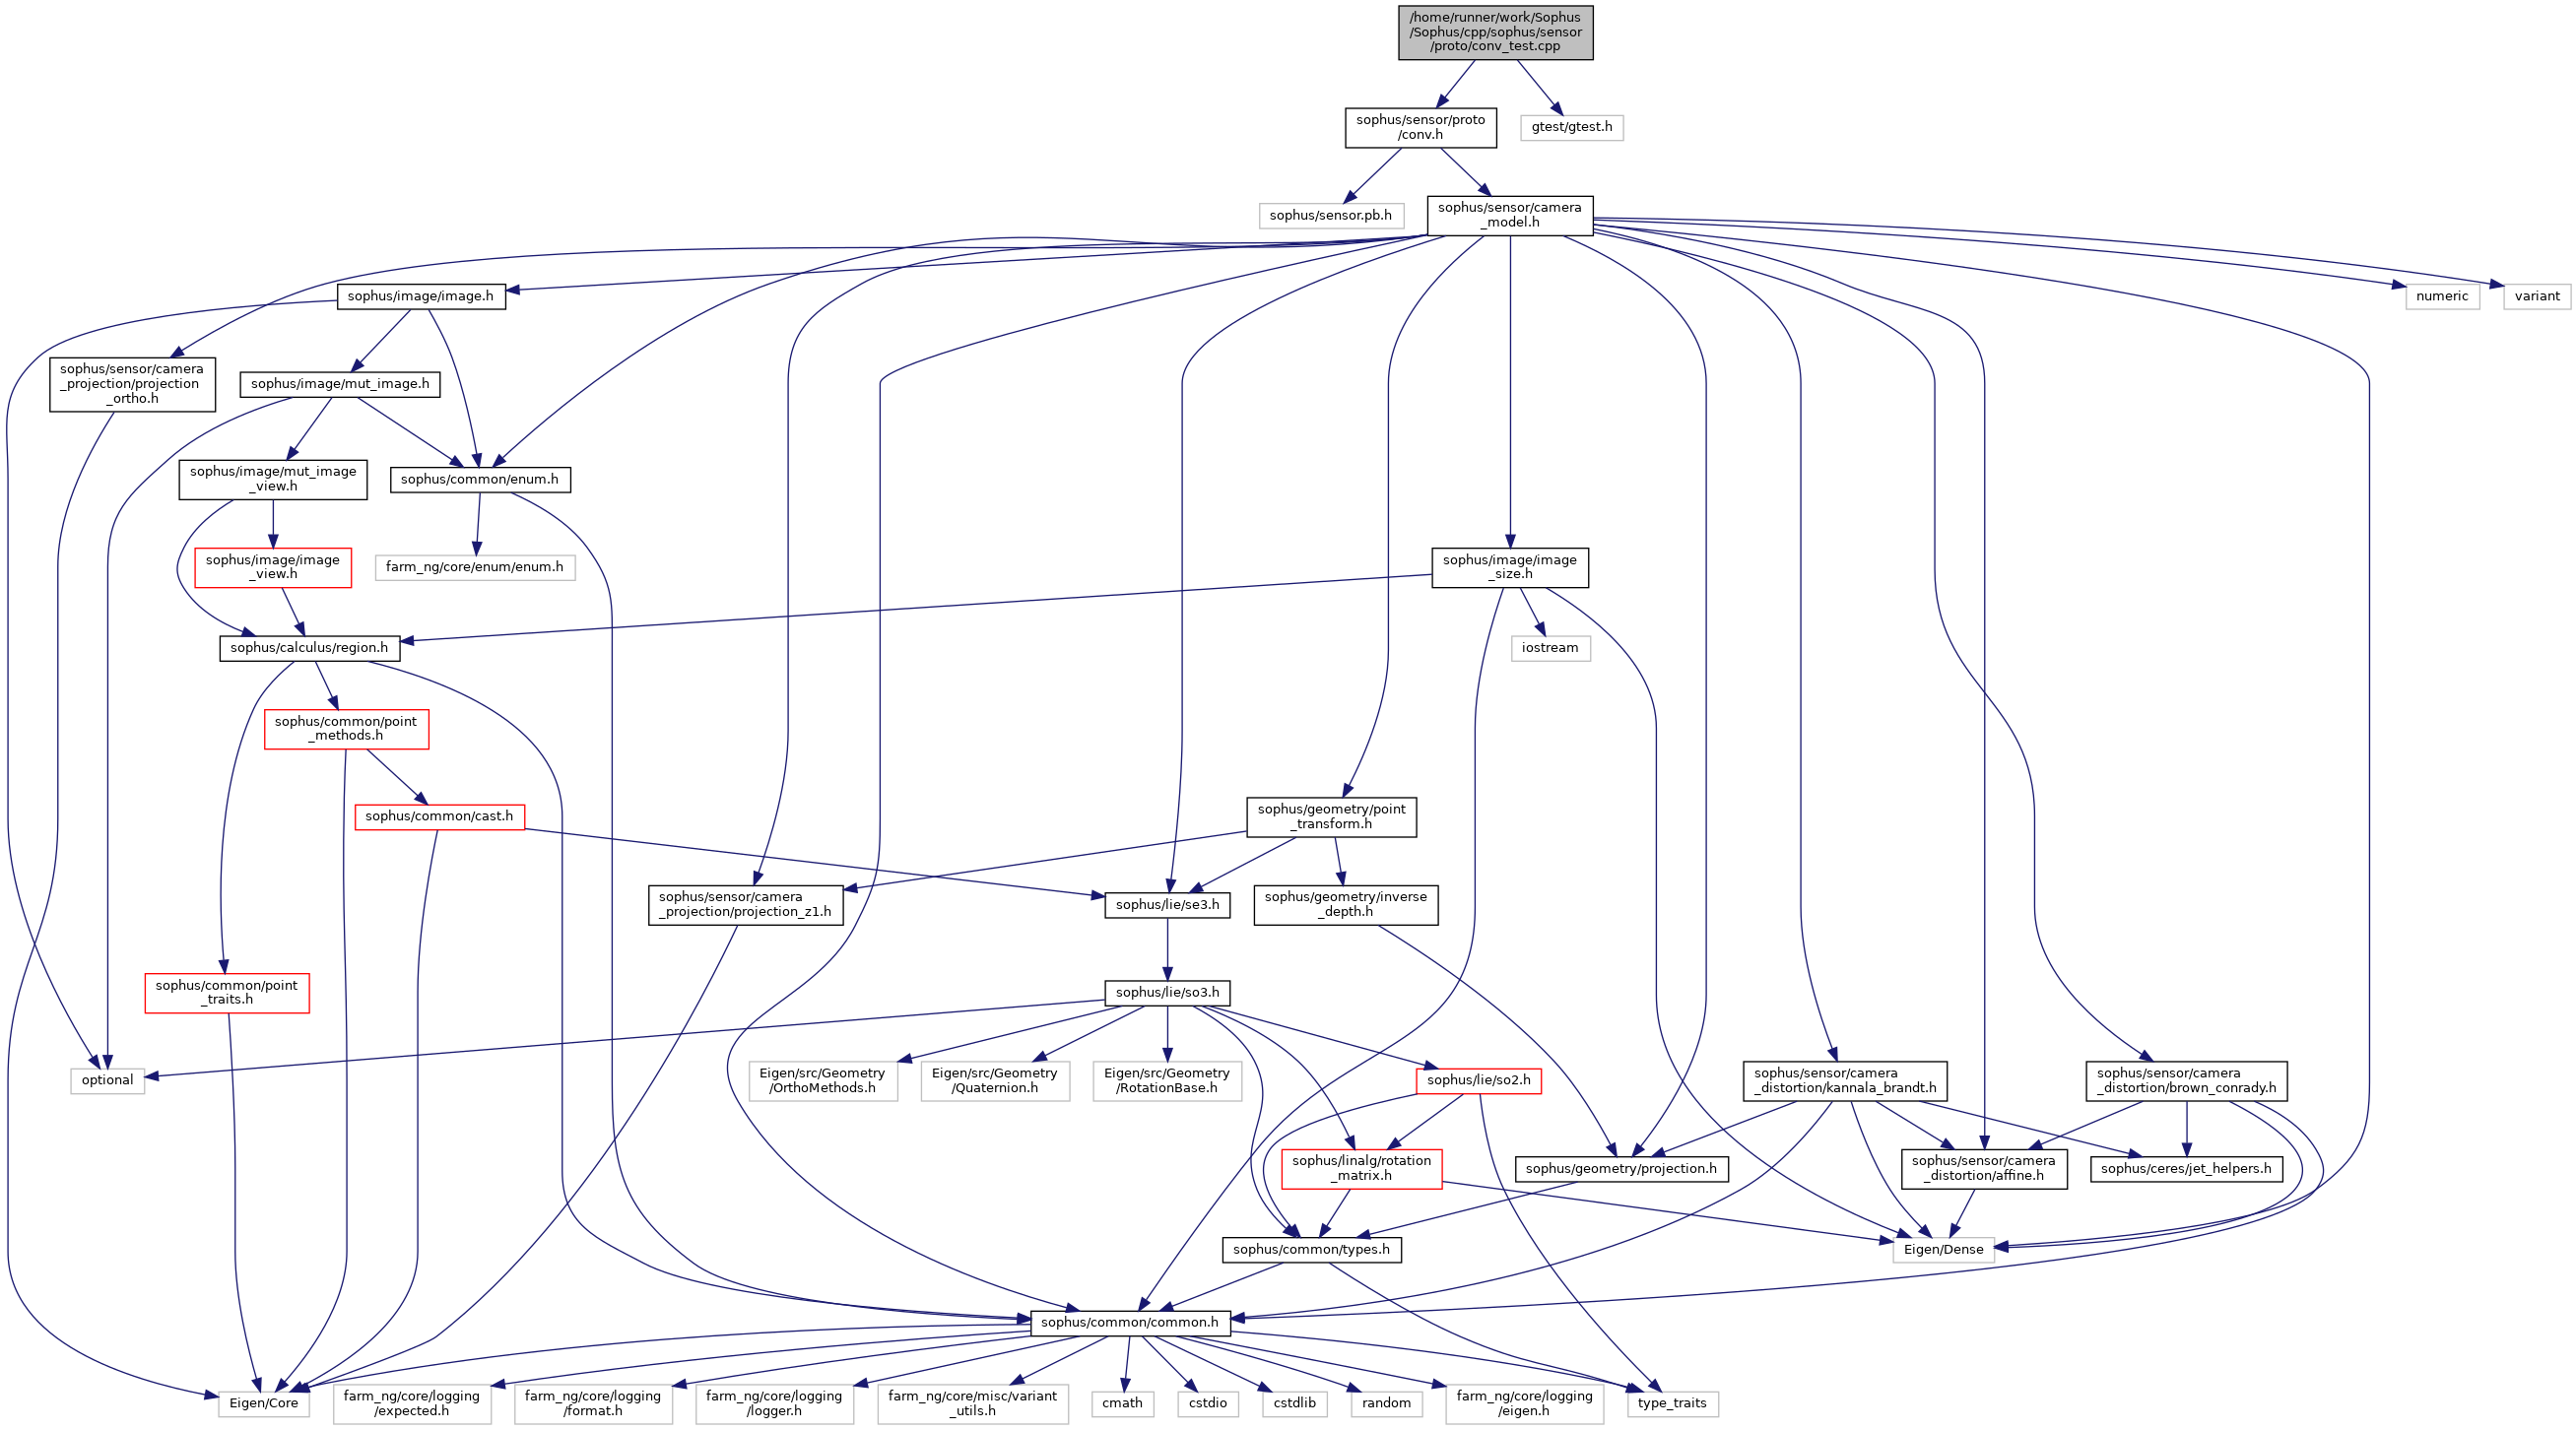 /home/runner/work/Sophus
/Sophus/cpp/sophus/sensor
/proto/conv_test.cpp
sophus/sensor/proto
/conv.h
gtest/gtest.h
sophus/sensor.pb.h
sophus/sensor/camera
_model.h
sophus/image/image.h
numeric
variant
sophus/sensor/camera
_projection/projection
_ortho.h
sophus/image/mut_image.h
sophus/image/mut_image
_view.h
sophus/common/enum.h
sophus/image/image
_view.h
farm_ng/core/enum/enum.h
sophus/image/image
_size.h
sophus/calculus/region.h
iostream
sophus/common/point
_methods.h
sophus/common/cast.h
sophus/geometry/point
_transform.h
sophus/sensor/camera
_projection/projection_z1.h
sophus/lie/se3.h
sophus/geometry/inverse
_depth.h
sophus/common/point
_traits.h
sophus/lie/so3.h
optional
Eigen/src/Geometry
/OrthoMethods.h
Eigen/src/Geometry
/Quaternion.h
Eigen/src/Geometry
/RotationBase.h
sophus/lie/so2.h
sophus/sensor/camera
_distortion/kannala_brandt.h
sophus/sensor/camera
_distortion/brown_conrady.h
sophus/linalg/rotation
_matrix.h
sophus/geometry/projection.h
sophus/sensor/camera
_distortion/affine.h
sophus/ceres/jet_helpers.h
sophus/common/types.h
Eigen/Dense
sophus/common/common.h
Eigen/Core
farm_ng/core/logging
/expected.h
farm_ng/core/logging
/format.h
farm_ng/core/logging
/logger.h
farm_ng/core/misc/variant
_utils.h
cmath
cstdio
cstdlib
random
farm_ng/core/logging
/eigen.h
type_traits